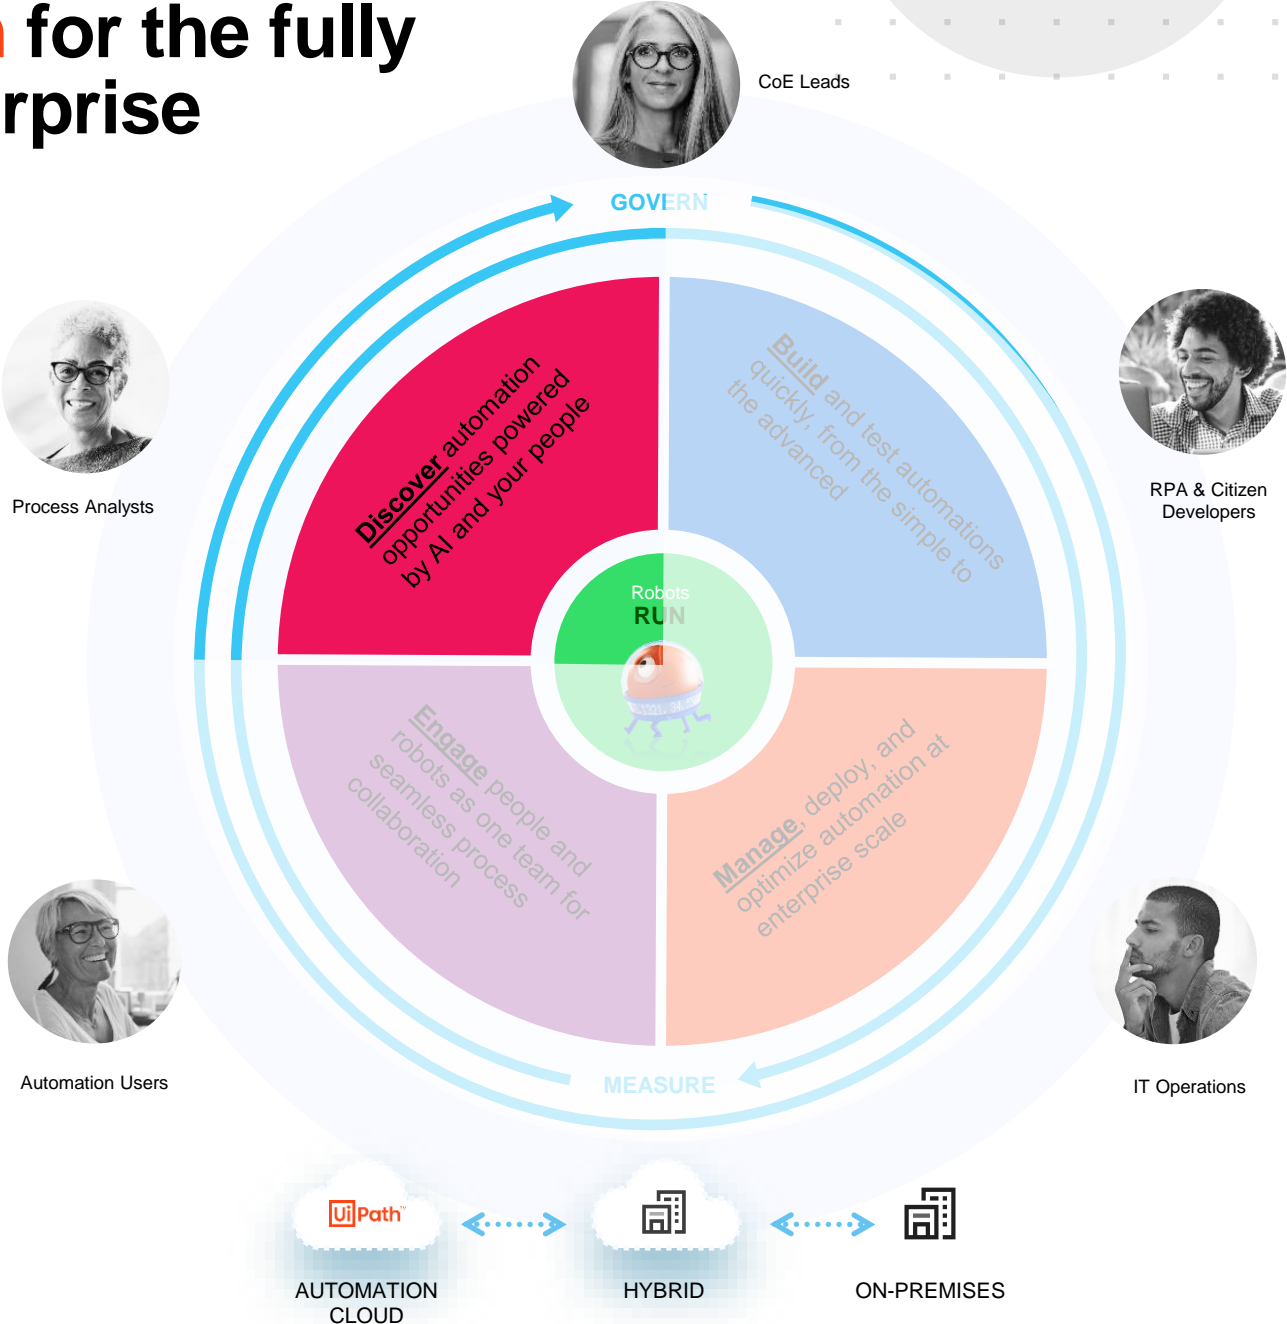 for the fully
rprise
CoE Leads
GOVERN
Process Analysts
RPA & Citizen
Developers
Discover automation
opportunities powered
by AI and your people
Build and test automations
quickly, from the simple to
the advanced
Robots
RUN
Engage people and
robots as one team for
seamless process
collaboration
Manage, deploy, and
optimize automation at
enterprise scale
Automation Users
MEASURE
IT Operations
UiPath™
AUTOMATION
CLOUD
HYBRID
ON-PREMISES